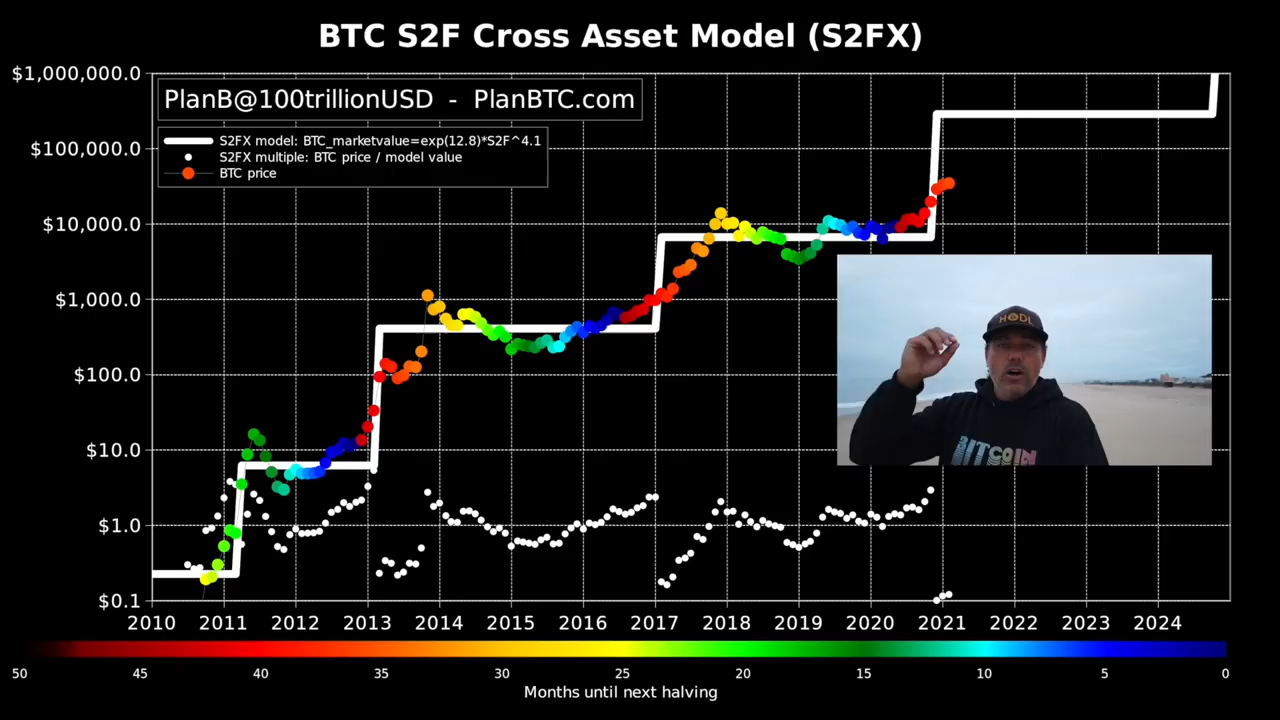 BTC S2F Cross Asset Model (S2FX)
$1,000,000.0
$100,000.0
$10,000.0
$1,000.0
$100.0
$10.0
$1.0
$0.1
PlanB@100trillionUSD - PlanBTC.com
S2FX model: BTC_marketvalue=exp(12.8)*S2F^4.1
S2FX multiple: BTC price / model value
BTC price
HODL
BITCOIN
2010 2011 2012 2013 2014 2015 2016 2017 2018 2019 2020 2021 2022 2023 2024
50 45 40 35 30 25 20 15 10 5 0
Months until next halving